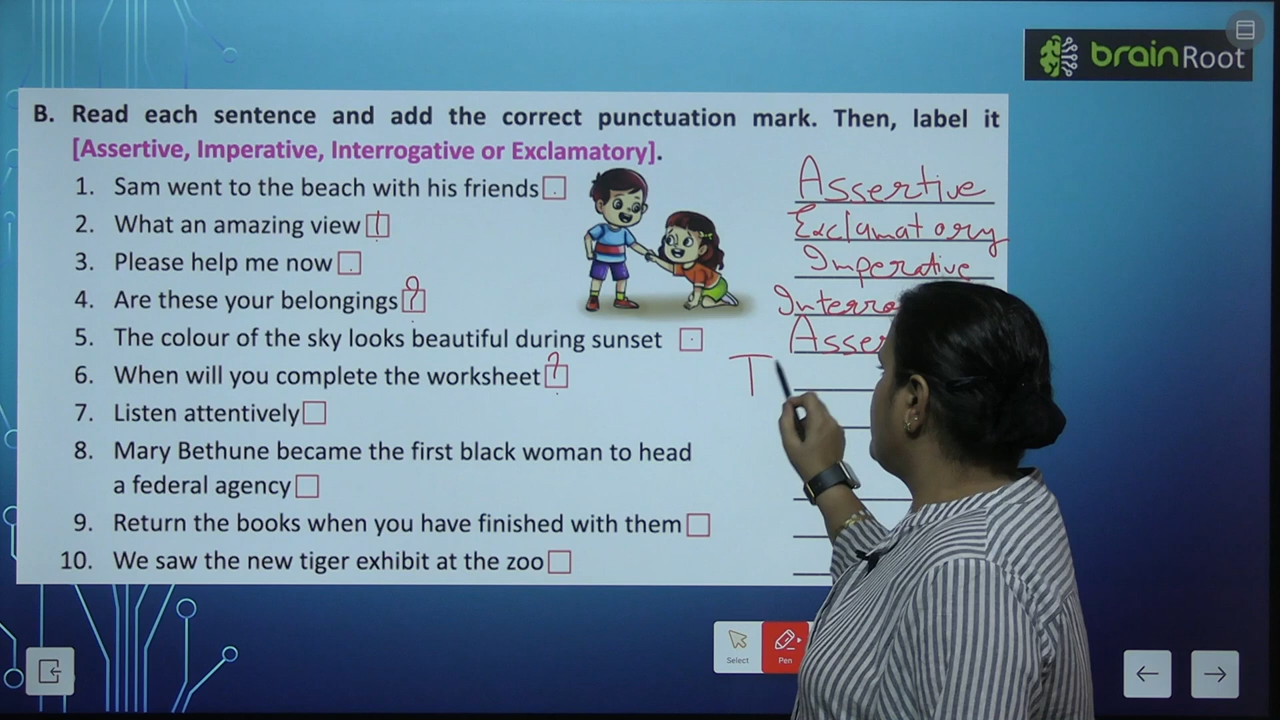 brainRoot
B. Read each sentence and add the correct punctuation mark. Then, label it
[Assertive, Imperative, Interrogative or Exclamatory].
1. Sam went to the beach with his friends . Assertive
2. What an amazing view ! Exclamatory
3. Please help me now . Imperative
4. Are these your belongings ?
5. The colour of the sky looks beautiful during sunset .
6. When will you complete the worksheet ?
7. Listen attentively
8. Mary Bethune became the first black woman to head
a federal agency
9. Return the books when you have finished with them
10. We saw the new tiger exhibit at the zoo
Select Pen